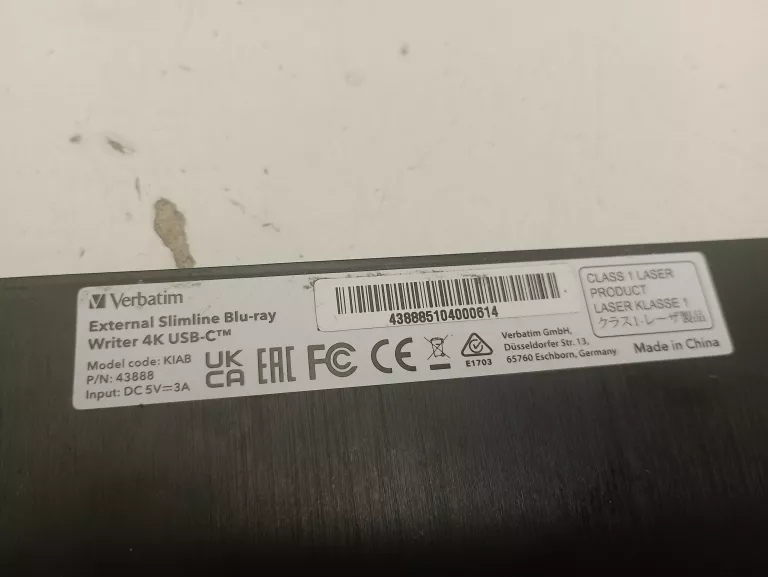 Verbatim
External Slimline Blu-ray
Writer 4K USB-C™
Model code: KIAB
P/N: 43888
Input: DC 5V⎓3A
UK
CA
EAC
FC
CE
E1703
438885104000614
Verbatim GmbH,
Düsseldorfer Str. 13,
65760 Eschborn, Germany
CLASS 1 LASER
PRODUCT
LASER KLASSE 1
クラス1レーザ製品
Made in China